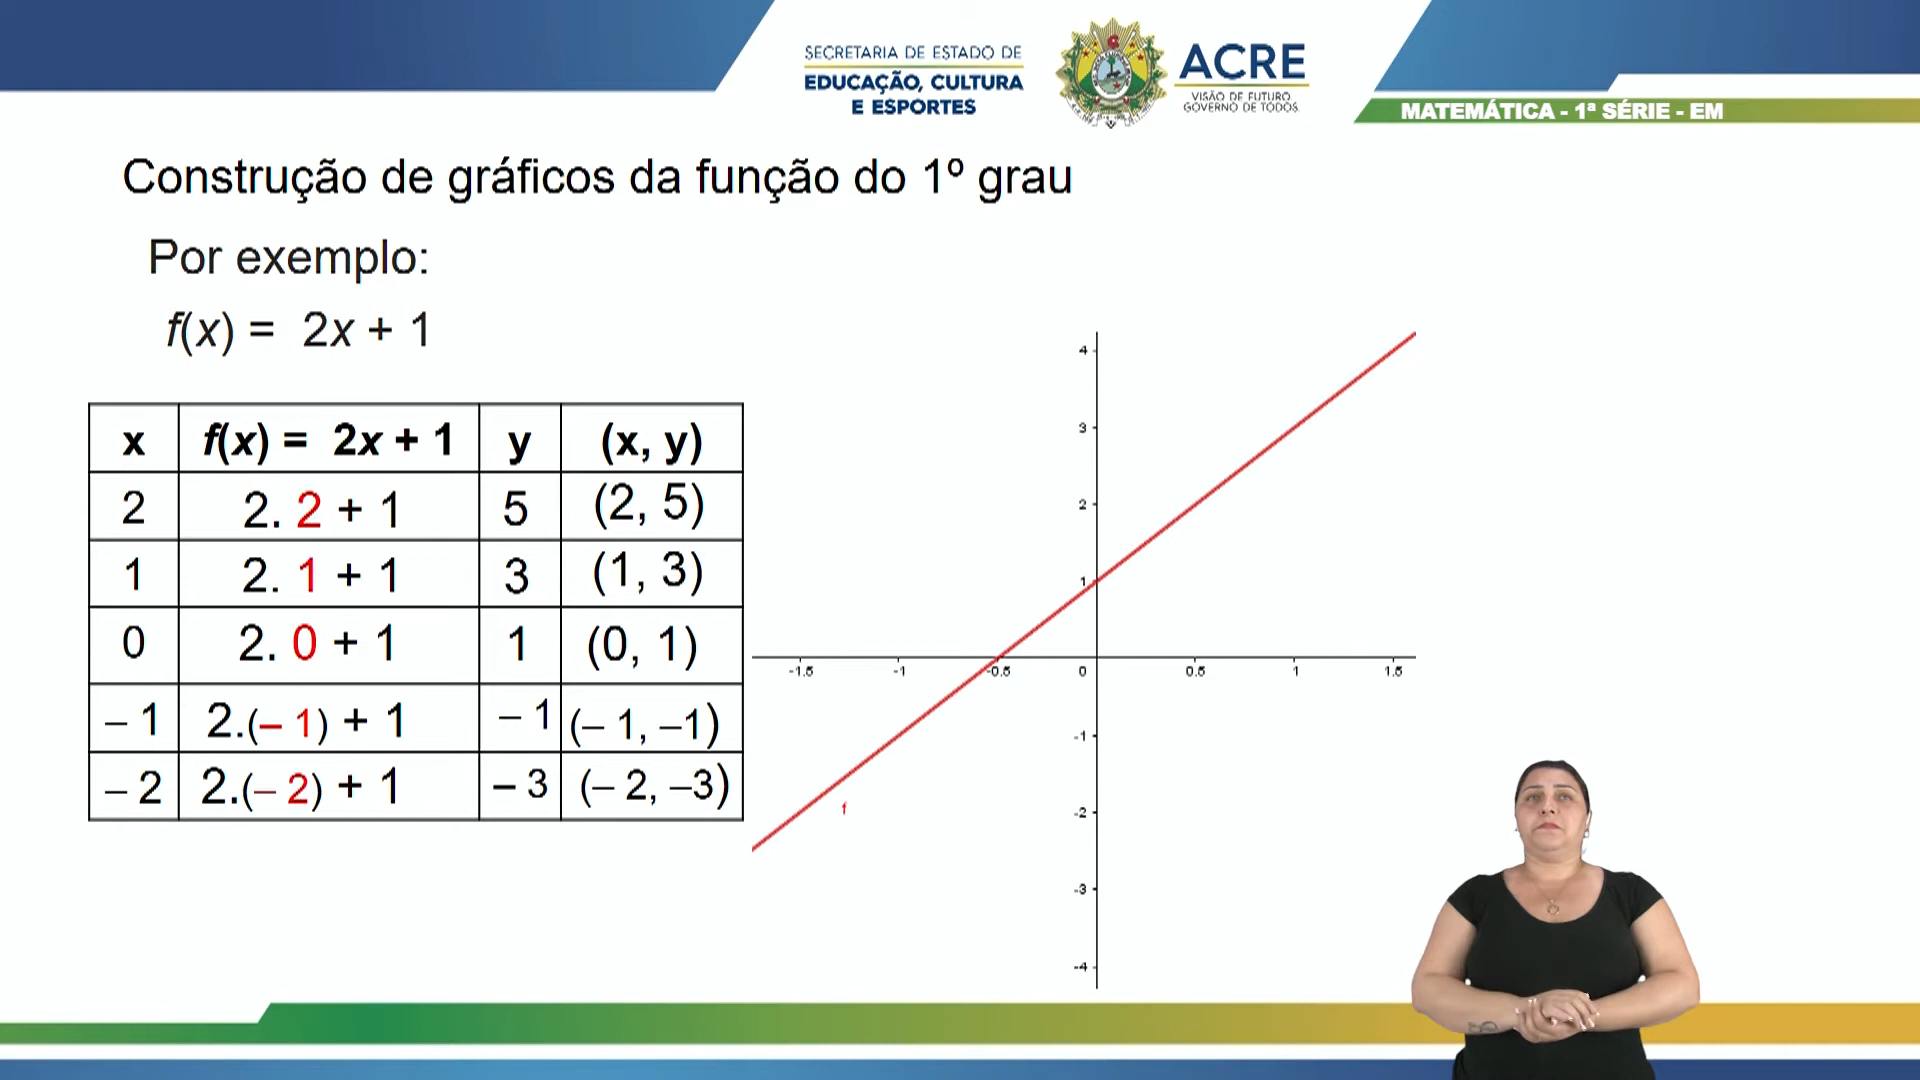 SECRETARIA DE ESTADO DE
EDUCAÇÃO, CULTURA
E ESPORTES
ACRE
VISÃO DE FUTURO.
GOVERNO DE TODOS.
MATEMÁTICA - 1ª SÉRIE - EM
Construção de gráficos da função do 1º grau
Por exemplo:
f(x) = 2x + 1
x f(x) = 2x + 1 y (x, y)
2 2. 2 + 1 5 (2, 5)
1 2. 1 + 1 3 (1, 3)
0 2. 0 + 1 1 (0, 1)
– 1 2.(– 1) + 1 – 1 (– 1, –1)
– 2 2.(– 2) + 1 – 3 (– 2, –3)
4
3
2
1
-1.5 -1 -0.5 0 0.5 1 1.5
-1
-2
f
-3
-4